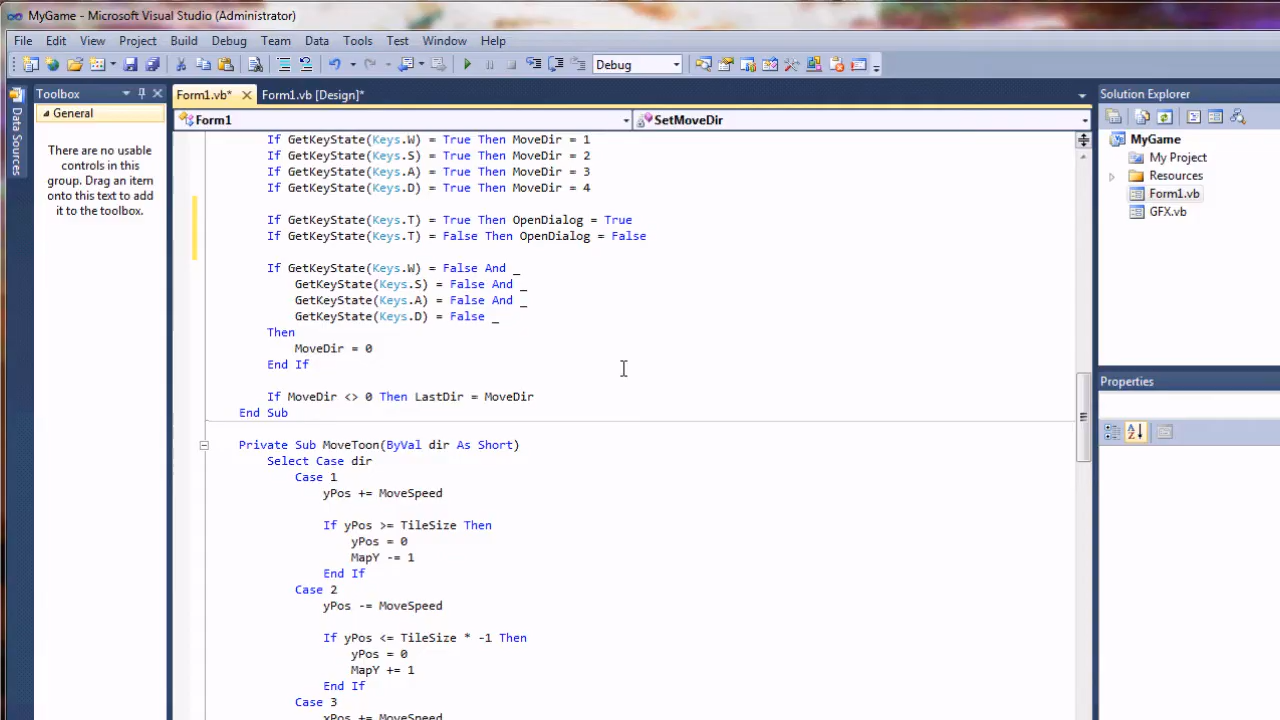 MyGame - Microsoft Visual Studio (Administrator)
File Edit View Project Build Debug Team Data Tools Test Window Help
Debug
Toolbox
Form1.vb*
Form1.vb [Design]*
Solution Explorer
Data Sources
General
There are no usable
controls in this
group. Drag an item
onto this text to add
it to the toolbox.
Form1
SetMoveDir
If GetKeyState(Keys.W) = True Then MoveDir = 1
If GetKeyState(Keys.S) = True Then MoveDir = 2
If GetKeyState(Keys.A) = True Then MoveDir = 3
If GetKeyState(Keys.D) = True Then MoveDir = 4
If GetKeyState(Keys.T) = True Then OpenDialog = True
If GetKeyState(Keys.T) = False Then OpenDialog = False
If GetKeyState(Keys.W) = False And _
GetKeyState(Keys.S) = False And _
GetKeyState(Keys.A) = False And _
GetKeyState(Keys.D) = False _
Then
MoveDir = 0
End If
If MoveDir <> 0 Then LastDir = MoveDir
End Sub
Private Sub MoveToon(ByVal dir As Short)
Select Case dir
Case 1
yPos += MoveSpeed
If yPos >= TileSize Then
yPos = 0
MapY -= 1
End If
Case 2
yPos -= MoveSpeed
If yPos <= TileSize * -1 Then
yPos = 0
MapY += 1
End If
Case 3
xPos += MoveSpeed
MyGame
My Project
Resources
Form1.vb
GFX.vb
Properties